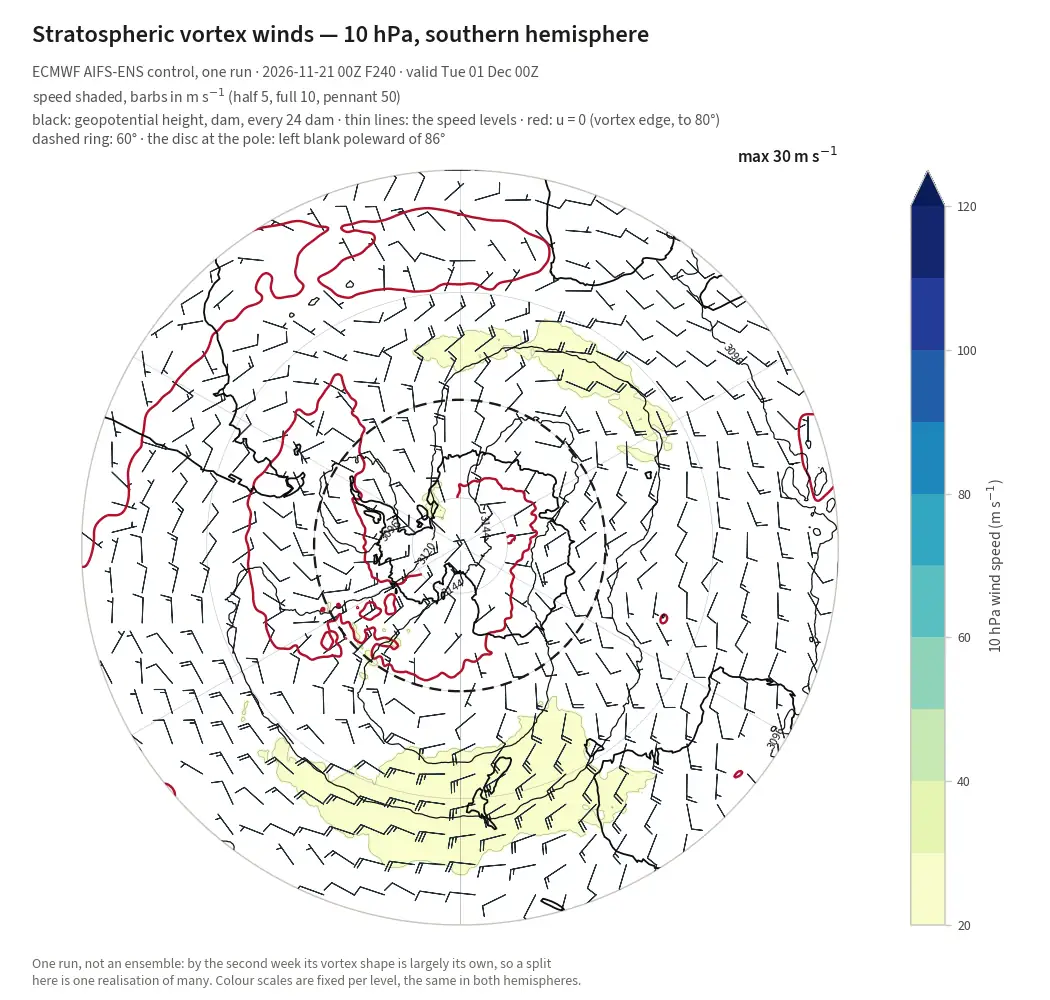 Stratospheric vortex winds — 10 hPa, southern hemisphere
ECMWF AIFS-ENS control, one run · 2026-11-21 00Z F240 · valid Tue 01 Dec 00Z
speed shaded, barbs in m s⁻¹ (half 5, full 10, pennant 50)
black: geopotential height, dam, every 24 dam · thin lines: the speed levels · red: u = 0 (vortex edge, to 80°)
dashed ring: 60° · the disc at the pole: left blank poleward of 86°
max 30 m s⁻¹
120
100
80
60
40
20
10 hPa wind speed (m s⁻¹)
3096
3144
3096
3120
3144
3096
One run, not an ensemble: by the second week its vortex shape is largely its own, so a split
here is one realisation of many. Colour scales are fixed per level, the same in both hemispheres.